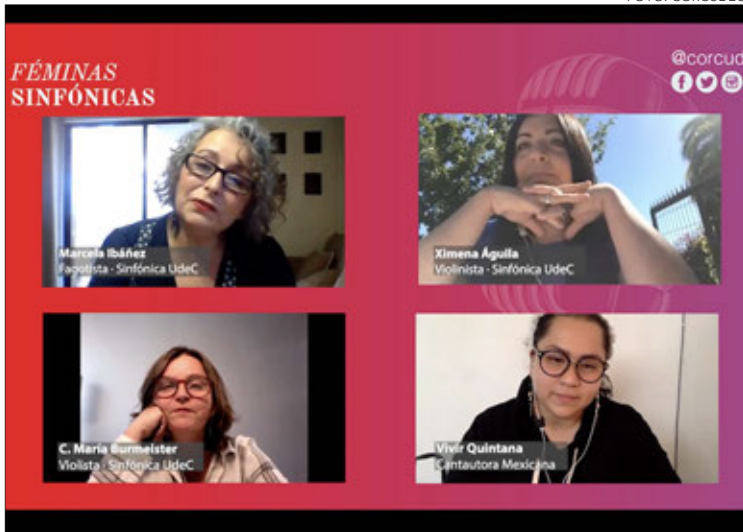 FÉMINAS
SINFÓNICAS
@corcud
Marcela Ibáñez
Fagotista - Sinfónica UdeC
Ximena Águila
Violinista - Sinfónica UdeC
C. María Burmeister
Violista - Sinfónica UdeC
Vivir Quintana
Cantautora Mexicana